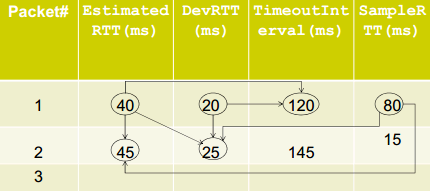 Packet# Estimated DevRTT TimeoutInt SampleR
RTT(ms) (ms) erval(ms) TT(ms)
1 40 20 120 80
15
2 45 25 145
3